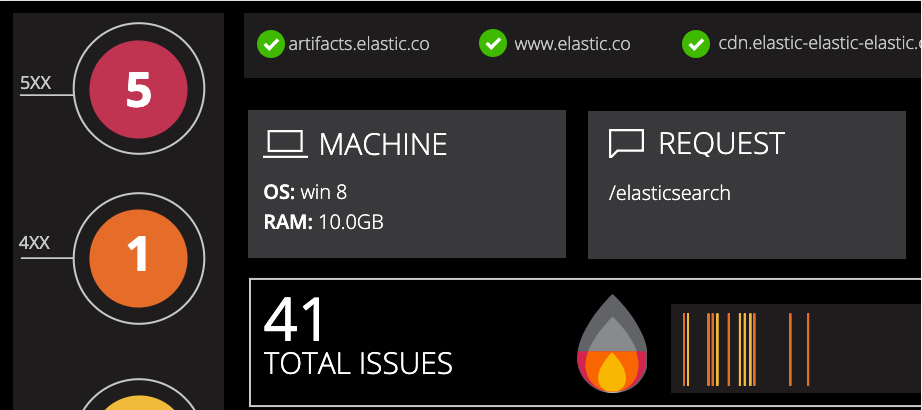 5XX
5
4XX
1
artifacts.elastic.co
www.elastic.co
cdn.elastic-elastic-elastic.
MACHINE
OS: win 8
RAM: 10.0GB
REQUEST
/elasticsearch
41
TOTAL ISSUES